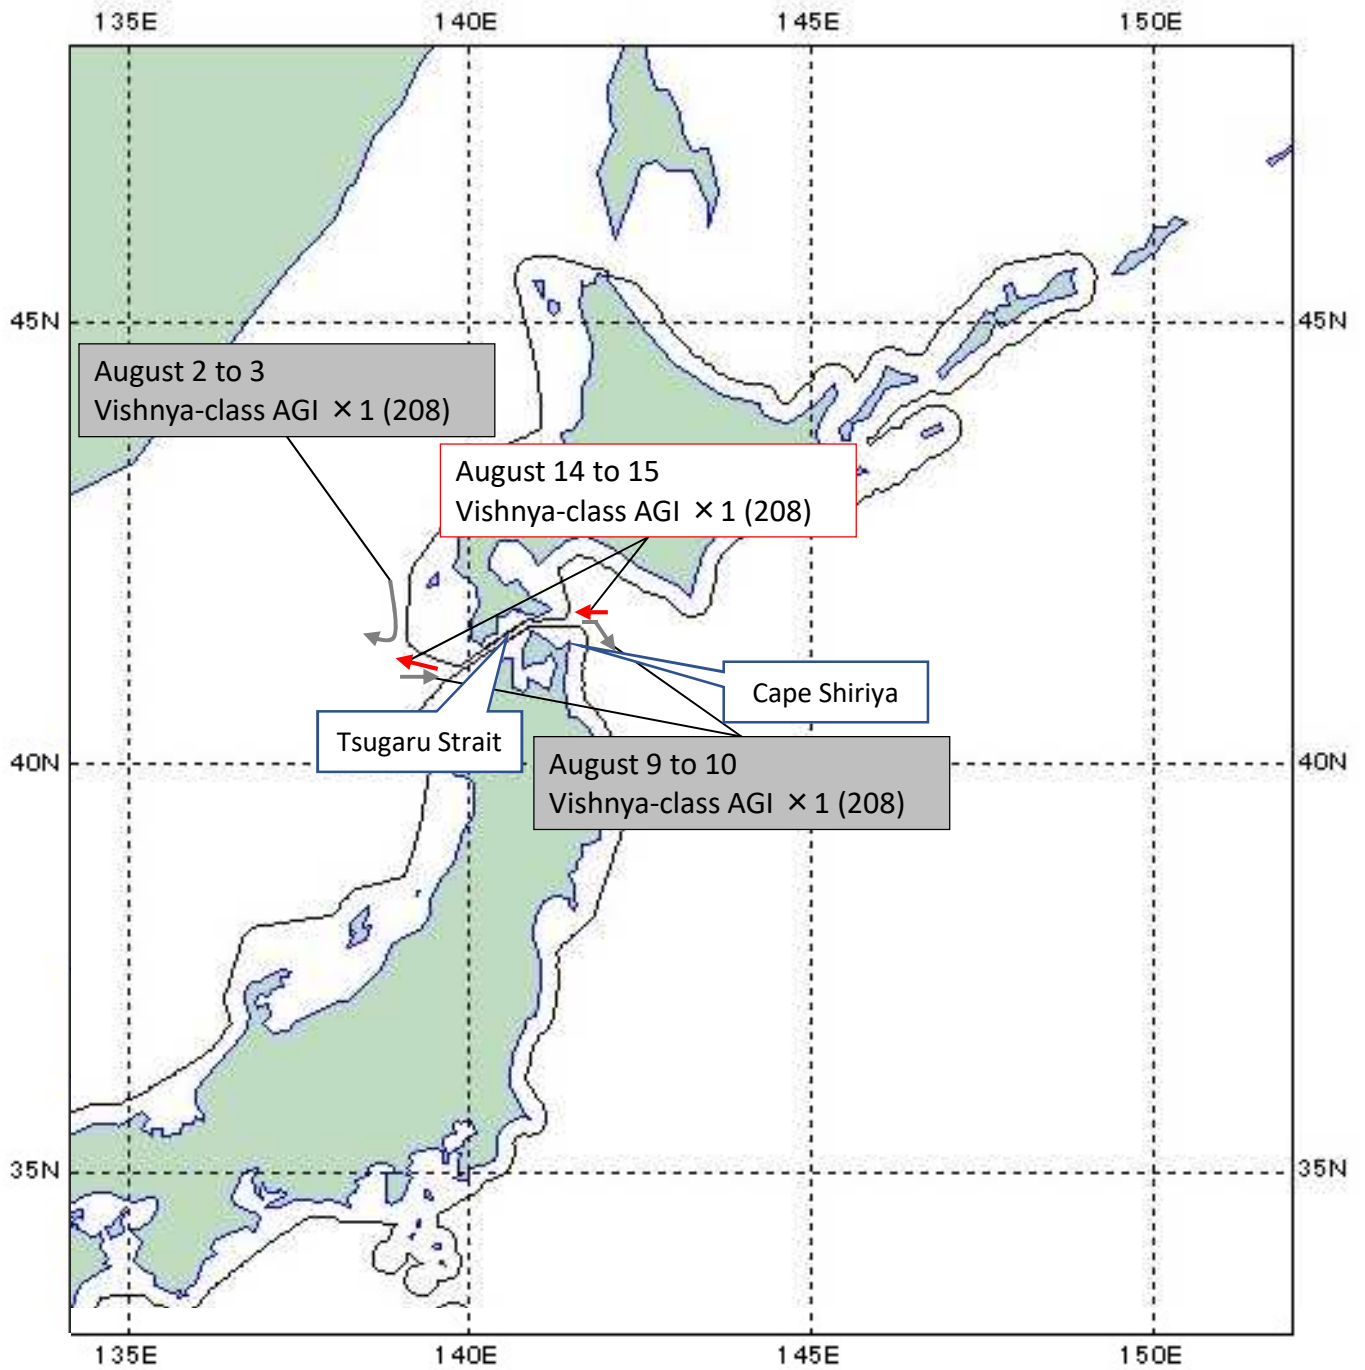 135E 140E 145E 150E
45N 45N
August 2 to 3
Vishnya-class AGI ×1 (208)
August 14 to 15
Vishnya-class AGI ×1 (208)
Cape Shiriya
Tsugaru Strait
40N 40N
August 9 to 10
Vishnya-class AGI ×1 (208)
35N 35N
135E 140E 145E 150E